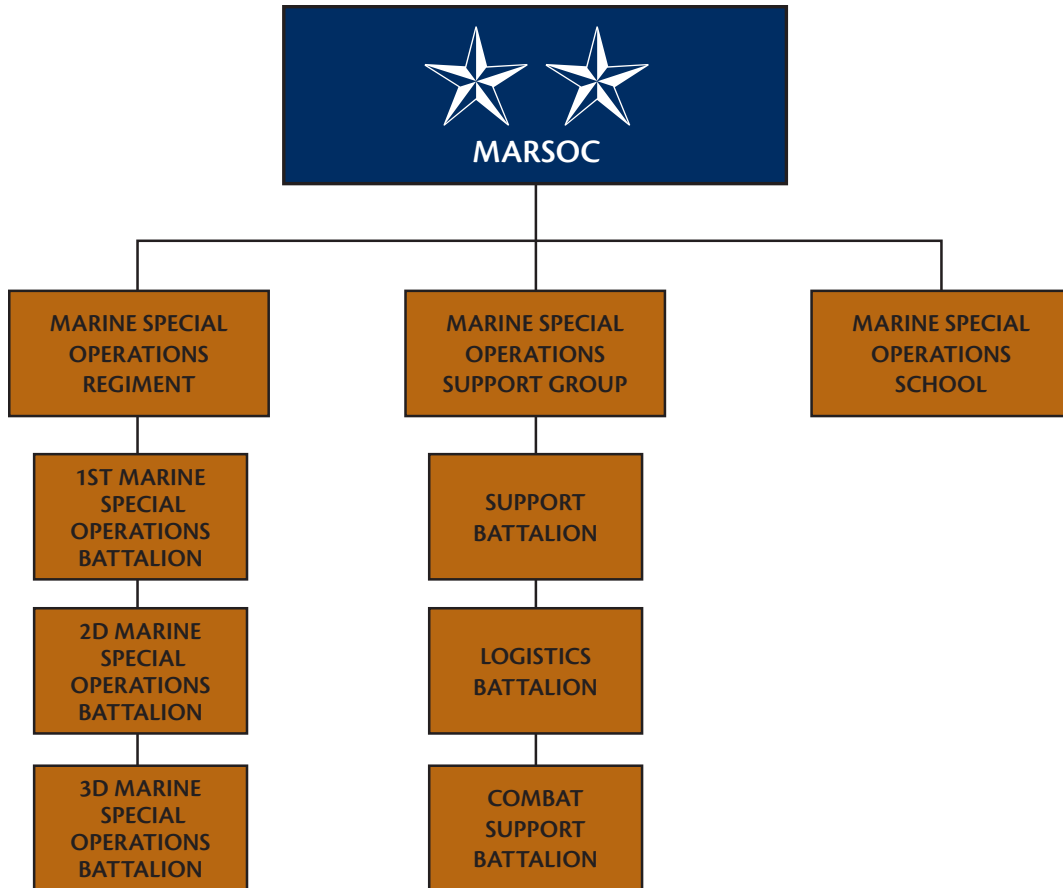 MARSOC
MARINE SPECIAL
OPERATIONS
REGIMENT
MARINE SPECIAL
OPERATIONS
SUPPORT GROUP
MARINE SPECIAL
OPERATIONS
SCHOOL
1ST MARINE
SPECIAL
OPERATIONS
BATTALION
SUPPORT
BATTALION
2D MARINE
SPECIAL
OPERATIONS
BATTALION
LOGISTICS
BATTALION
3D MARINE
SPECIAL
OPERATIONS
BATTALION
COMBAT
SUPPORT
BATTALION